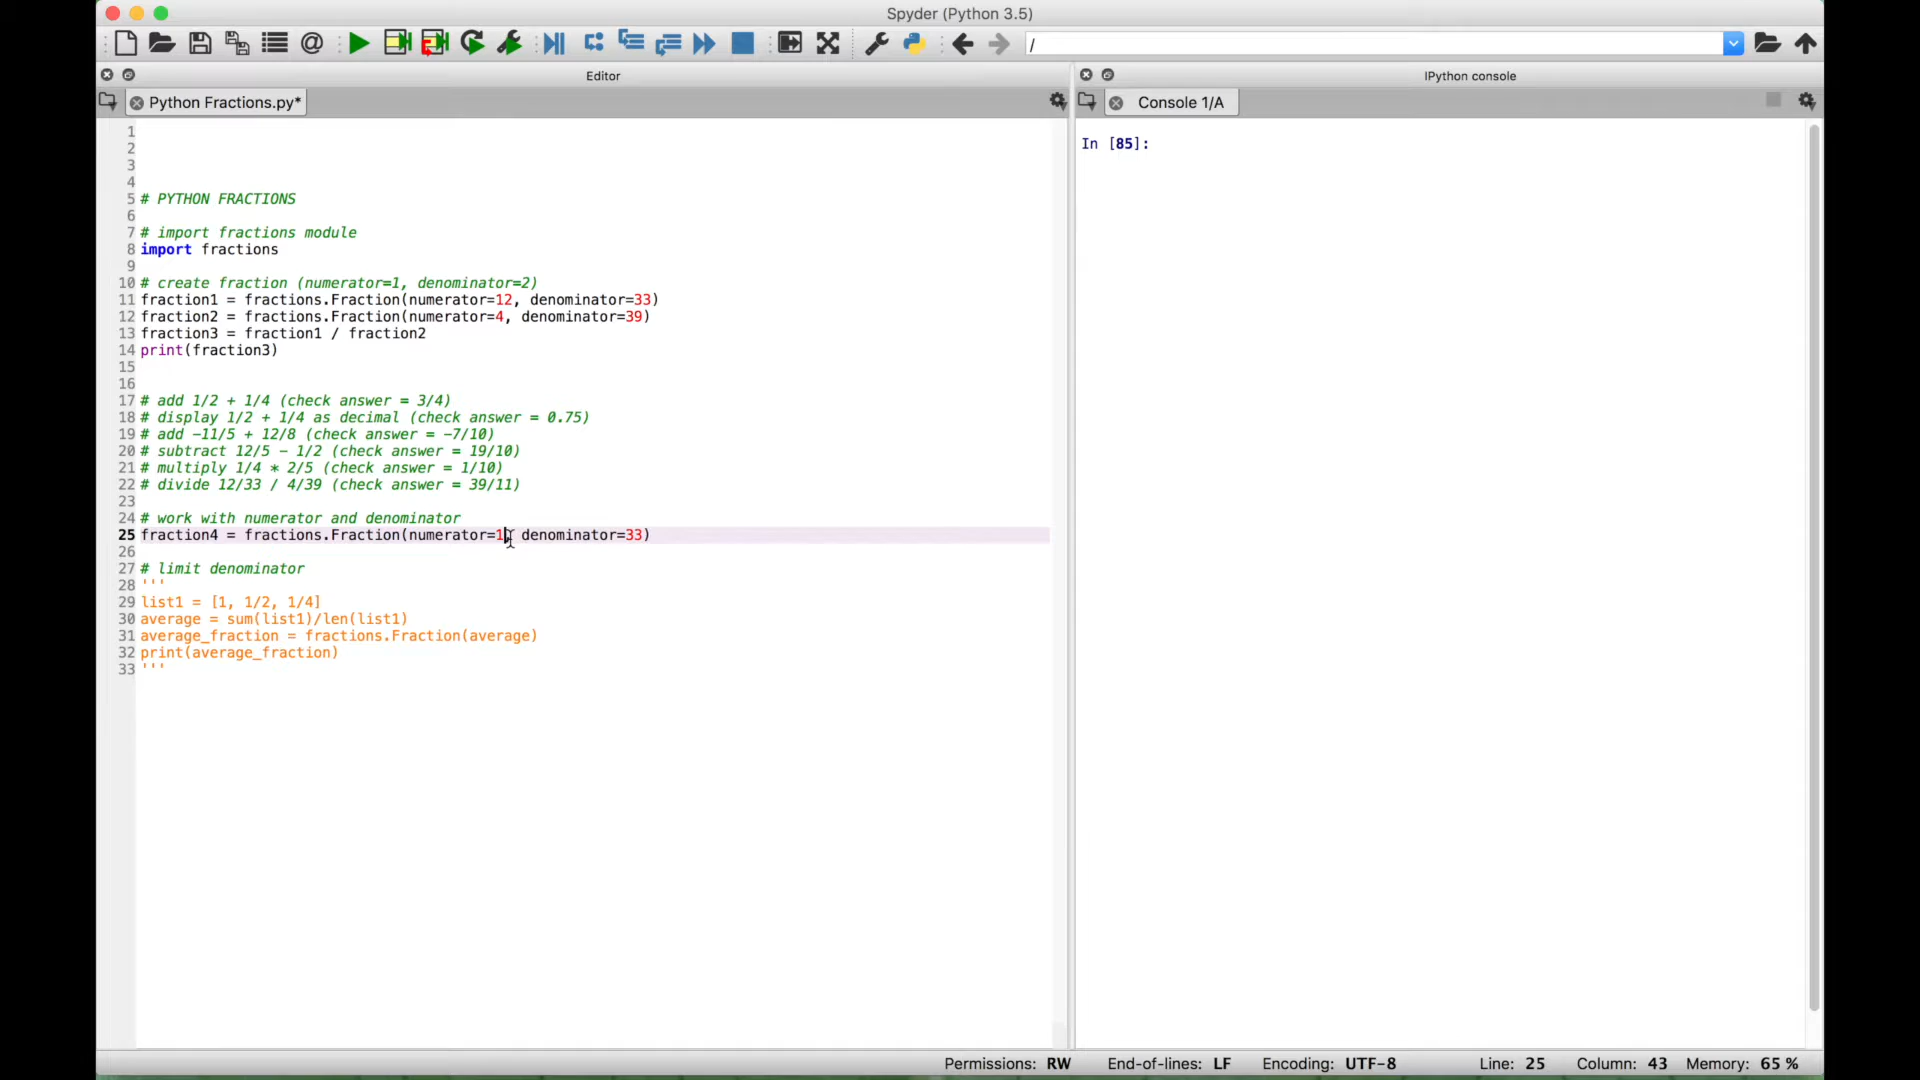 Spyder (Python 3.5)
/
Editor
IPython console
Python Fractions.py*
Console 1/A
In [85]:
1
2
3
4
5 # PYTHON FRACTIONS
6
7 # import fractions module
8 import fractions
9
10 # create fraction (numerator=1, denominator=2)
11 fraction1 = fractions.Fraction(numerator=12, denominator=33)
12 fraction2 = fractions.Fraction(numerator=4, denominator=39)
13 fraction3 = fraction1 / fraction2
14 print(fraction3)
15
16
17 # add 1/2 + 1/4 (check answer = 3/4)
18 # display 1/2 + 1/4 as decimal (check answer = 0.75)
19 # add -11/5 + 12/8 (check answer = -7/10)
20 # subtract 12/5 - 1/2 (check answer = 19/10)
21 # multiply 1/4 * 2/5 (check answer = 1/10)
22 # divide 12/33 / 4/39 (check answer = 39/11)
23
24 # work with numerator and denominator
25 fraction4 = fractions.Fraction(numerator=1, denominator=33)
26
27 # limit denominator
28 '''
29 list1 = [1, 1/2, 1/4]
30 average = sum(list1)/len(list1)
31 average_fraction = fractions.Fraction(average)
32 print(average_fraction)
33 '''
Permissions: RW End-of-lines: LF Encoding: UTF-8 Line: 25 Column: 43 Memory: 65 %